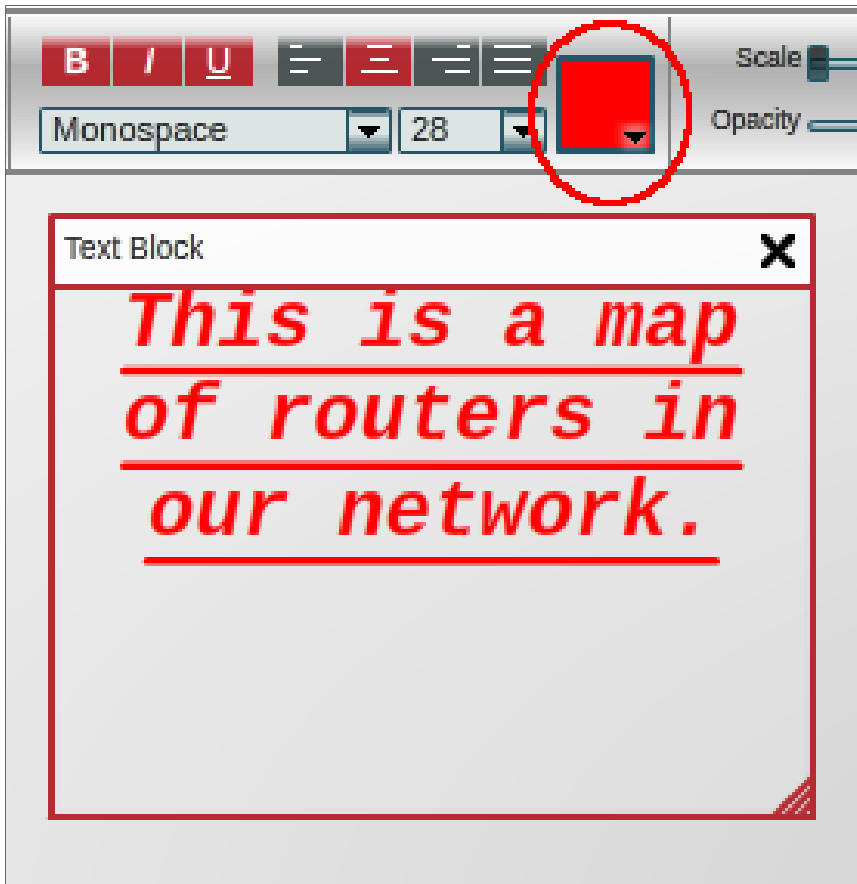 B I U
Scale
Monospace 28
Opacity
Text Block
This is a map
of routers in
our network.